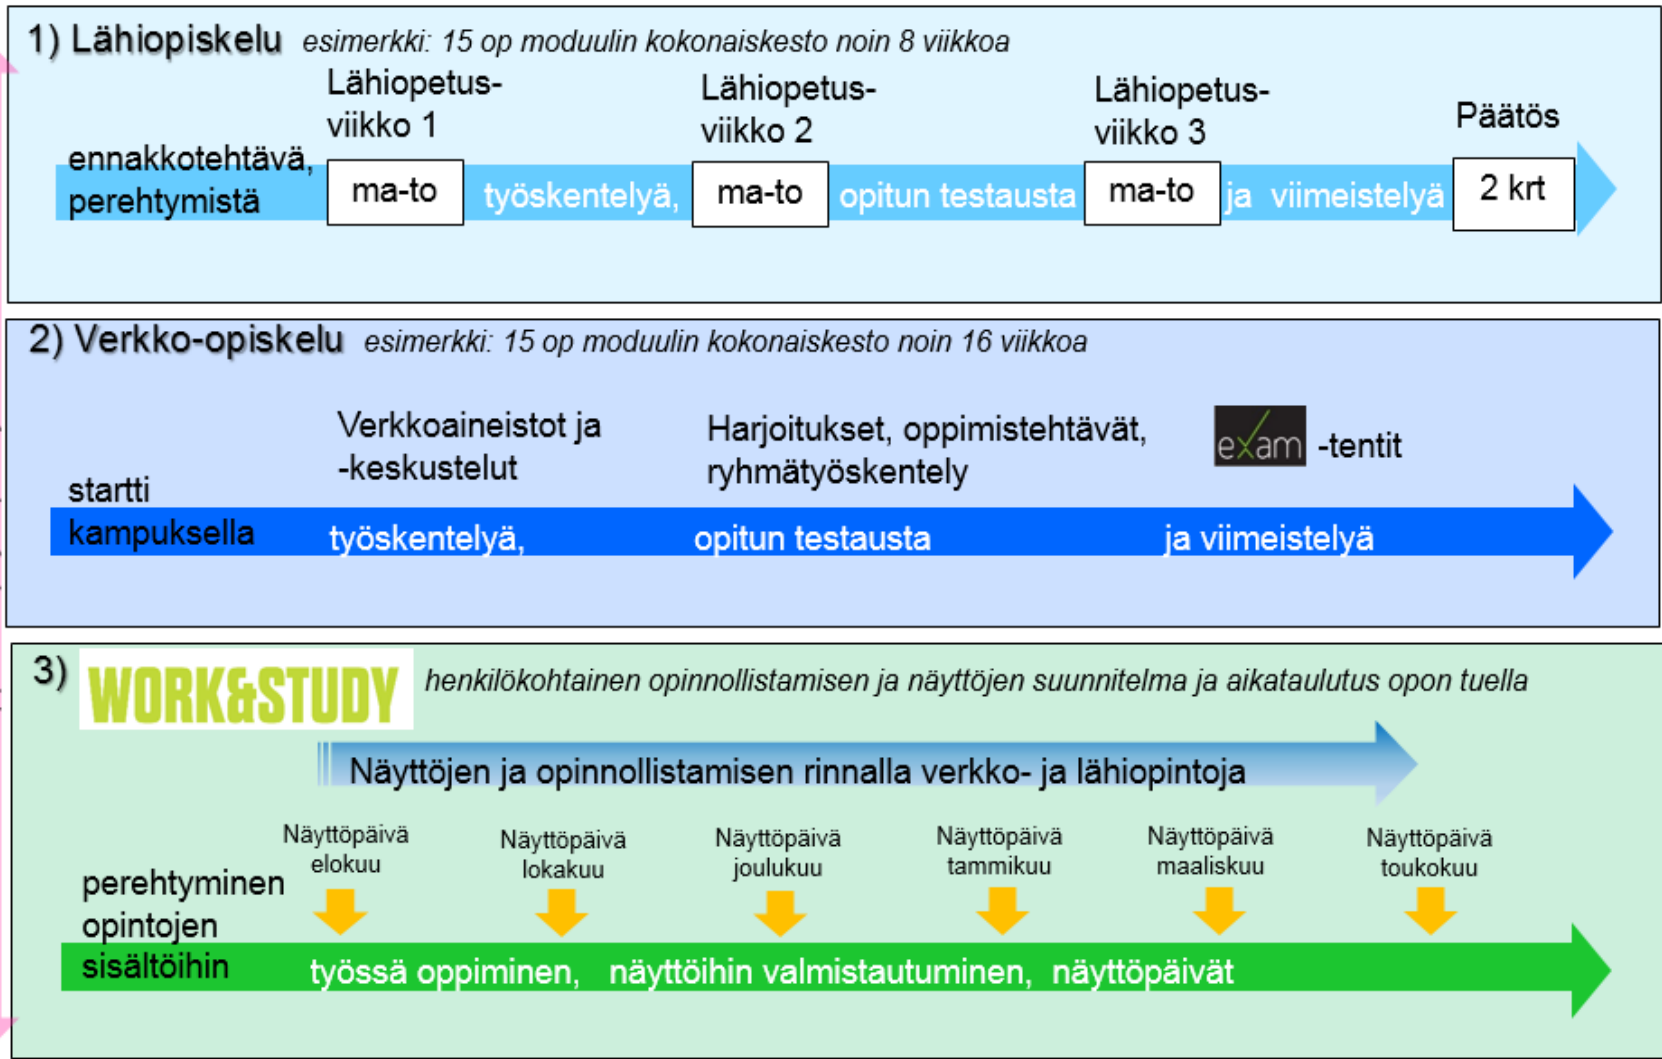 1) Lähiopiskelu esimerkki: 15 op moduulin kokonaiskesto noin 8 viikkoa
Lähiopetus-
viikko 1
Lähiopetus-
viikko 2
Lähiopetus-
viikko 3
Päätös
ennakkotehtävä,
perehtymistä
ma-to työskentelyä, ma-to opitun testausta ma-to ja viimeistelyä 2 krt
2) Verkko-opiskelu esimerkki: 15 op moduulin kokonaiskesto noin 16 viikkoa
Verkkoaineistot ja
-keskustelut
Harjoitukset, oppimistehtävät,
ryhmätyöskentely
exam -tentit
startti
kampuksella
työskentelyä, opitun testausta ja viimeistelyä
3) WORK&STUDY henkilökohtainen opinnollistamisen ja näyttöjen suunnitelma ja aikataulutus opon tuella
Näyttöjen ja opinnollistamisen rinnalla verkko- ja lähiopintoja
Näyttöpäivä
elokuu
Näyttöpäivä
lokakuu
Näyttöpäivä
joulukuu
Näyttöpäivä
tammikuu
Näyttöpäivä
maaliskuu
Näyttöpäivä
toukokuu
perehtyminen
opintojen
sisältöihin
työssä oppiminen, näyttöihin valmistautuminen, näyttöpäivät